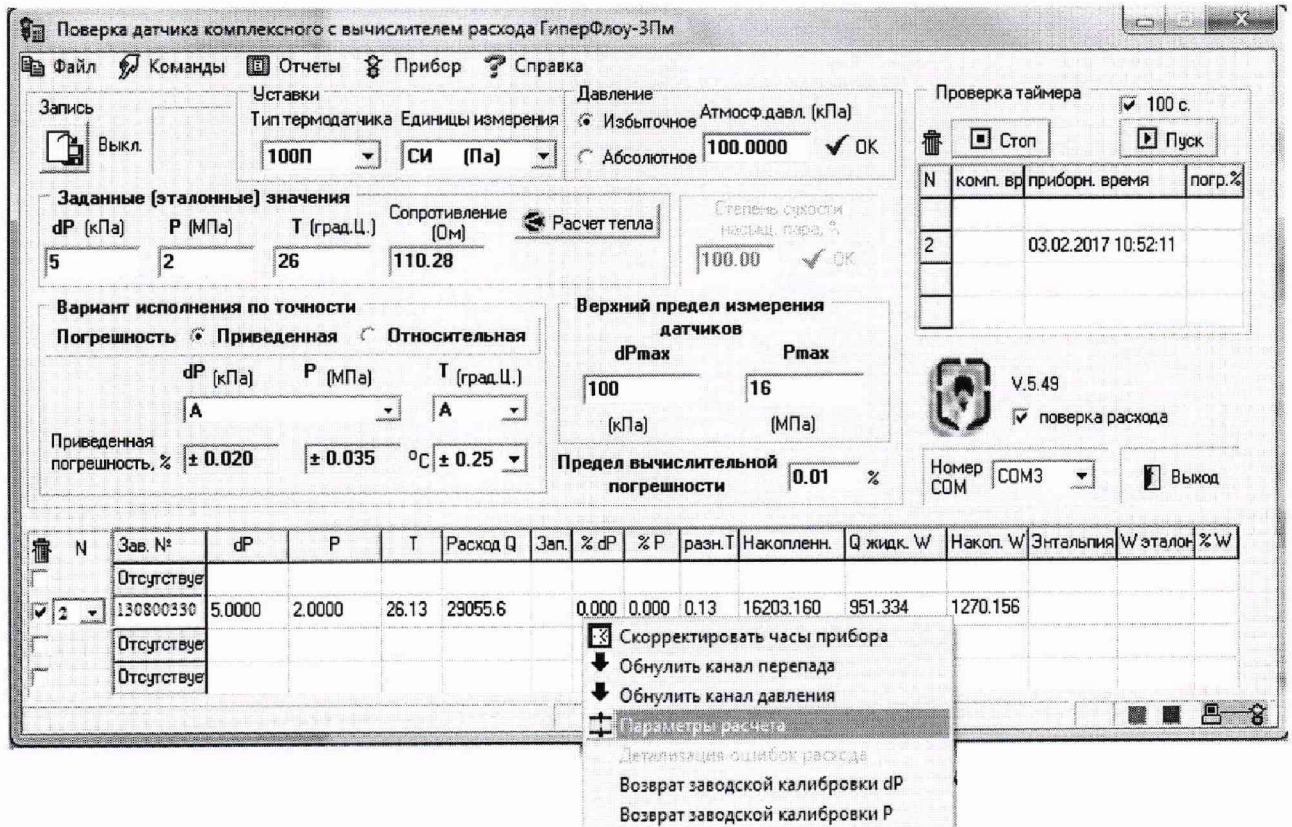 Поверка датчика комплексного с вычислителем расхода ГиперФлоу-3Пм
Файл Команды Отчеты Прибор Справка
Запись
Выкл.
Уставки
Тип термодатчика Единицы измерения
100П СИ (Па)
Давление
Избыточное
Абсолютное
Атмосф.давл. (кПа)
100.0000 OK
Проверка таймера
100 с.
Стоп Пуск
N комп. вр приборн. время погр.%
2 03.02.2017 10:52:11
Заданные (эталонные) значения
dP (кПа) P (МПа) T (град.Ц.) Сопротивление (Ом)
5 2 26 110.28
Расчет тепла
Степень сухости
насыщ. пара, %
100.00 OK
Вариант исполнения по точности
Погрешность Приведенная Относительная
dP (кПа) P (МПа) T (град.Ц.)
A A
Приведенная
погрешность, % ± 0.020 ± 0.035 °C ± 0.25
Верхний предел измерения
датчиков
dPmax Pmax
100 16
(кПа) (МПа)
Предел вычислительной
погрешности 0.01 %
V.5.49
поверка расхода
Номер
COM COM3
Выход
N Зав. № dP P T Расход Q Зап. % dP % P разн.T Накопленн. Q жидк. W Накоп. W Энтальпия W эталон % W
Отсутствуе
2 130800330 5.0000 2.0000 26.13 29055.6 0.000 0.000 0.13 16203.160 951.334 1270.156
Отсутствуе
Отсутствуе
Скорректировать часы прибора
Обнулить канал перепада
Обнулить канал давления
Параметры расчета
Детализация ошибок расхода
Возврат заводской калибровки dP
Возврат заводской калибровки P